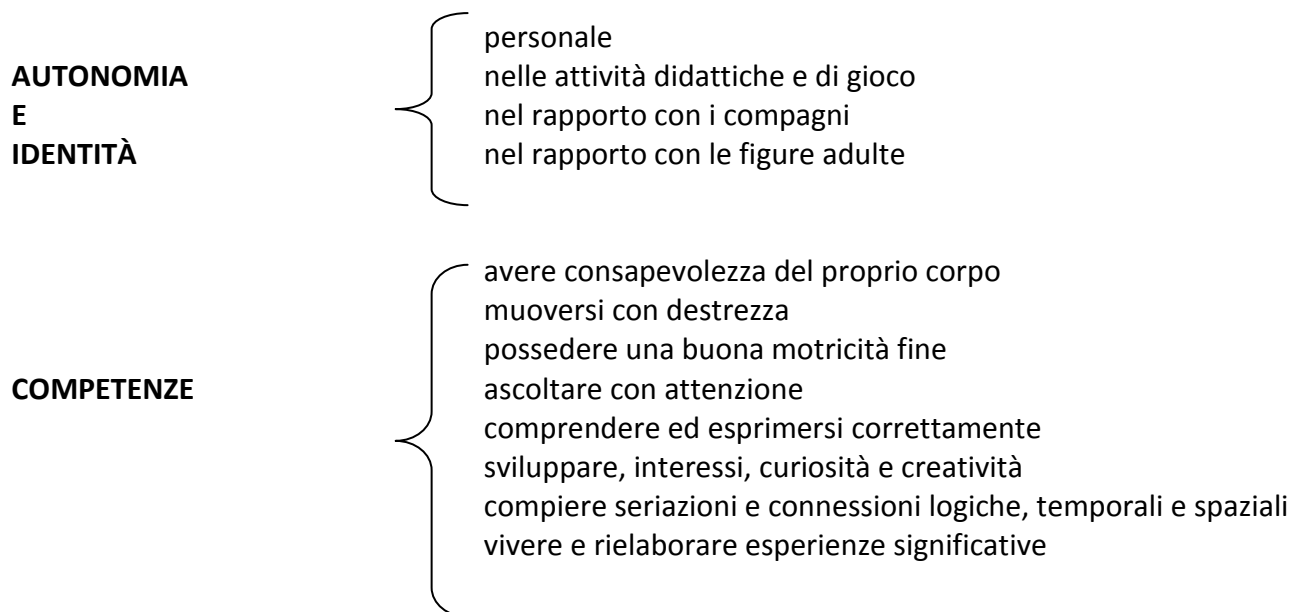 AUTONOMIA
E
IDENTITÀ
personale
nelle attività didattiche e di gioco
nel rapporto con i compagni
nel rapporto con le figure adulte
COMPETENZE
avere consapevolezza del proprio corpo
muoversi con destrezza
possedere una buona motricità fine
ascoltare con attenzione
comprendere ed esprimersi correttamente
sviluppare, interessi, curiosità e creatività
compiere seriazioni e connessioni logiche, temporali e spaziali
vivere e rielaborare esperienze significative